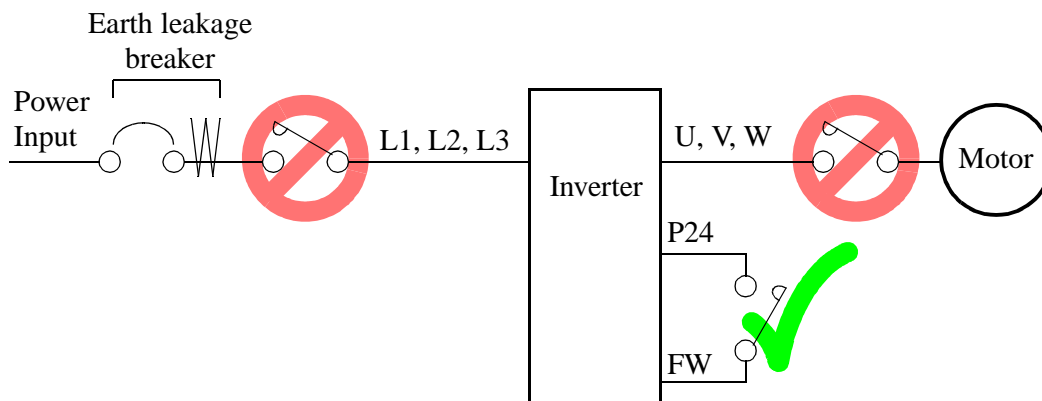 Earth leakage
breaker
Power
Input
L1, L2, L3
Inverter
U, V, W
Motor
P24
FW